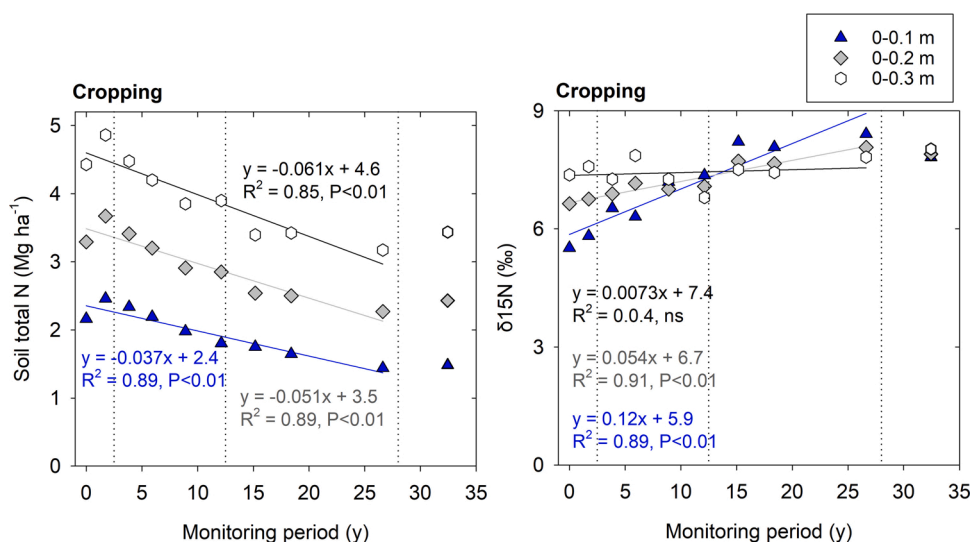 0-0.1 m
0-0.2 m
0-0.3 m
Cropping
Soil total N (Mg ha⁻¹)
5
4
3
2
1
0
y = -0.061x + 4.6
R² = 0.85, P<0.01
y = -0.037x + 2.4
R² = 0.89, P<0.01
y = -0.051x + 3.5
R² = 0.89, P<0.01
0 5 10 15 20 25 30 35
Monitoring period (y)
Cropping
δ15N (‰)
9
6
3
0
y = 0.0073x + 7.4
R² = 0.4, ns
y = 0.054x + 6.7
R² = 0.91, P<0.01
y = 0.12x + 5.9
R² = 0.89, P<0.01
0 5 10 15 20 25 30 35
Monitoring period (y)